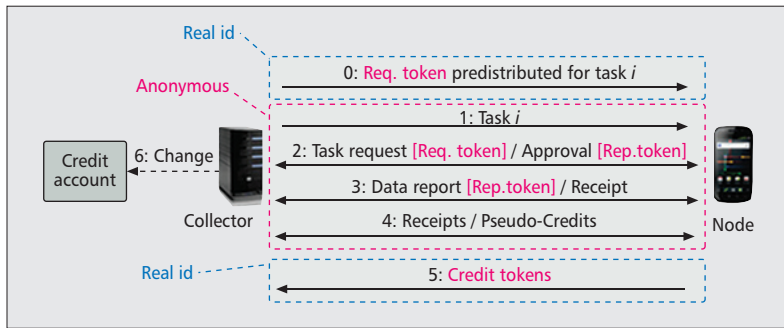 Real id
0: Req. token predistributed for task i
Anonymous
1: Task i
2: Task request [Req. token] / Approval [Rep.token]
6: Change
Credit
account
3: Data report [Rep.token] / Receipt
4: Receipts / Pseudo-Credits
Collector
Node
Real id
5: Credit tokens